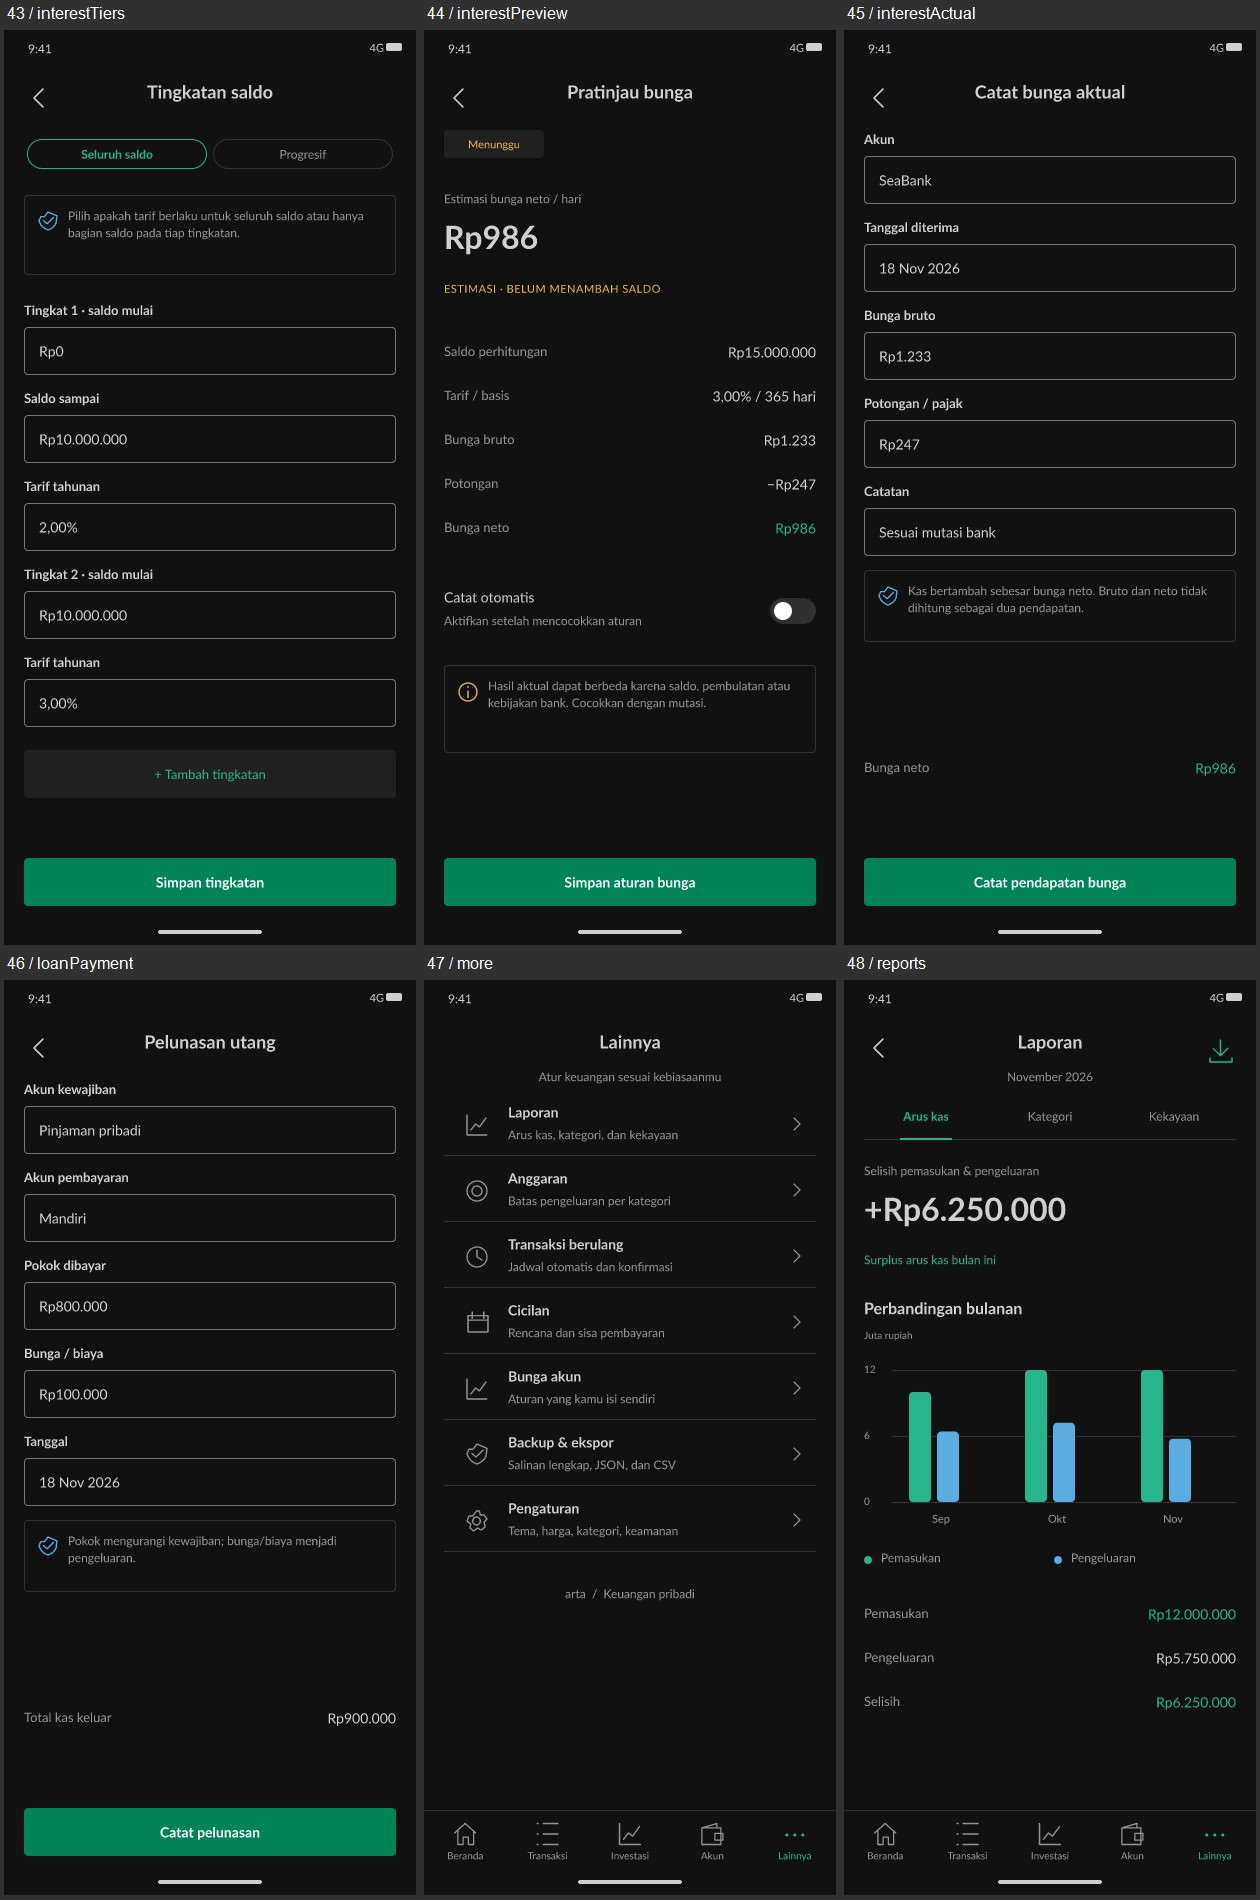 43 / interestTiers
9:41
4G
Tingkatan saldo
Seluruh saldo
Progresif
Pilih apakah tarif berlaku untuk seluruh saldo atau hanya
bagian saldo pada tiap tingkatan.
Tingkat 1 · saldo mulai
Rp0
Saldo sampai
Rp10.000.000
Tarif tahunan
2,00%
Tingkat 2 · saldo mulai
Rp10.000.000
Tarif tahunan
3,00%
+ Tambah tingkatan
Simpan tingkatan
44 / interestPreview
9:41
4G
Pratinjau bunga
Menunggu
Estimasi bunga neto / hari
Rp986
ESTIMASI · BELUM MENAMBAH SALDO
Saldo perhitungan
Rp15.000.000
Tarif / basis
3,00% / 365 hari
Bunga bruto
Rp1.233
Potongan
−Rp247
Bunga neto
Rp986
Catat otomatis
Aktifkan setelah mencocokkan aturan
Hasil aktual dapat berbeda karena saldo, pembulatan atau
kebijakan bank. Cocokkan dengan mutasi.
Simpan aturan bunga
45 / interestActual
9:41
4G
Catat bunga aktual
Akun
SeaBank
Tanggal diterima
18 Nov 2026
Bunga bruto
Rp1.233
Potongan / pajak
Rp247
Catatan
Sesuai mutasi bank
Kas bertambah sebesar bunga neto. Bruto dan neto tidak
dihitung sebagai dua pendapatan.
Bunga neto
Rp986
Catat pendapatan bunga
46 / loanPayment
9:41
4G
Pelunasan utang
Akun kewajiban
Pinjaman pribadi
Akun pembayaran
Mandiri
Pokok dibayar
Rp800.000
Bunga / biaya
Rp100.000
Tanggal
18 Nov 2026
Pokok mengurangi kewajiban; bunga/biaya menjadi
pengeluaran.
Total kas keluar
Rp900.000
Catat pelunasan
47 / more
9:41
4G
Lainnya
Atur keuangan sesuai kebiasaanmu
Laporan
Arus kas, kategori, dan kekayaan
Anggaran
Batas pengeluaran per kategori
Transaksi berulang
Jadwal otomatis dan konfirmasi
Cicilan
Rencana dan sisa pembayaran
Bunga akun
Aturan yang kamu isi sendiri
Backup & ekspor
Salinan lengkap, JSON, dan CSV
Pengaturan
Tema, harga, kategori, keamanan
arta / Keuangan pribadi
Beranda
Transaksi
Investasi
Akun
Lainnya
48 / reports
9:41
4G
Laporan
November 2026
Arus kas
Kategori
Kekayaan
Selisih pemasukan & pengeluaran
+Rp6.250.000
Surplus arus kas bulan ini
Perbandingan bulanan
Juta rupiah
12
6
0
Sep
Okt
Nov
Pemasukan
Pengeluaran
Pemasukan
Rp12.000.000
Pengeluaran
Rp5.750.000
Selisih
Rp6.250.000
Beranda
Transaksi
Investasi
Akun
Lainnya